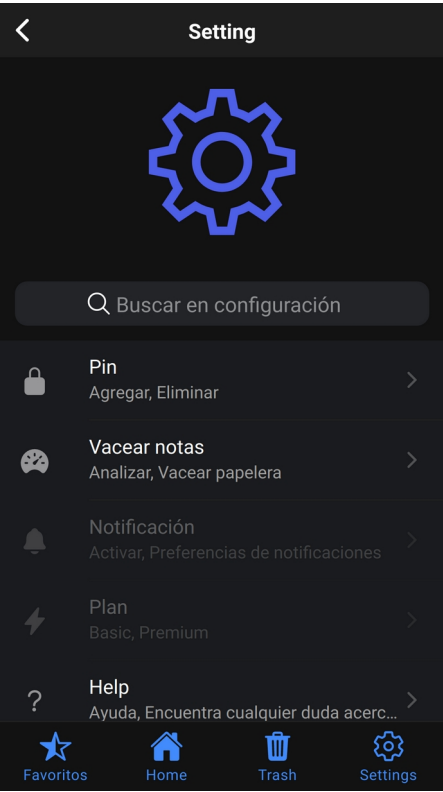 Setting
Buscar en configuración
Pin
Agregar, Eliminar
Vacear notas
Analizar, Vacear papelera
Notificación
Activar, Preferencias de notificaciones
Plan
Basic, Premium
Help
Ayuda, Encuentra cualquier duda acerc...
Favoritos Home Trash Settings